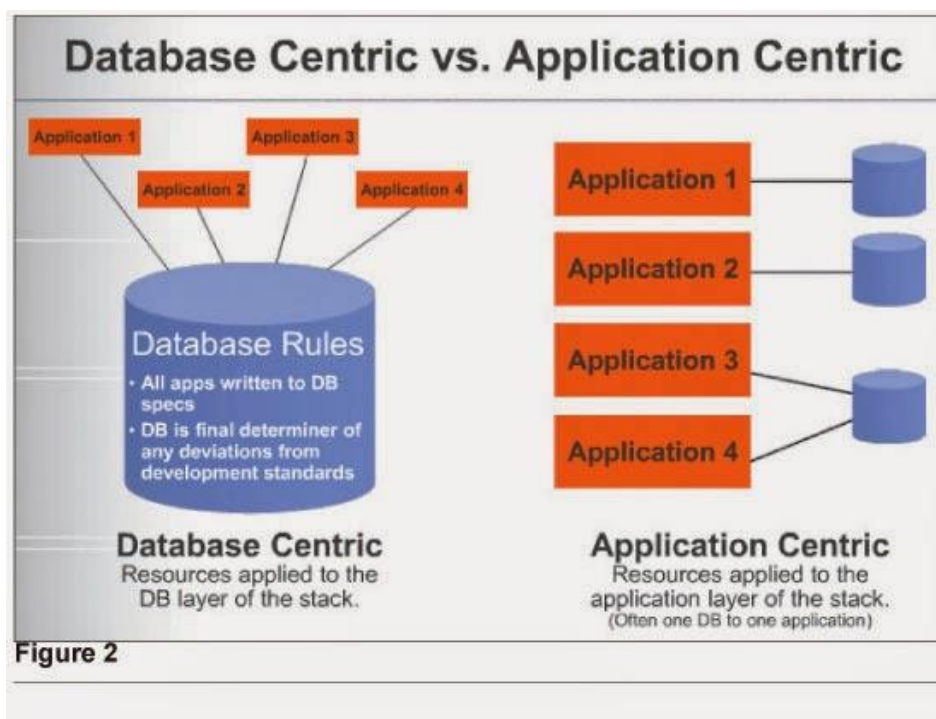 Database Centric vs. Application Centric
Application 1
Application 3
Application 2
Application 4
Database Rules
• All apps written to DB
specs
• DB is final determiner of
any deviations from
development standards
Database Centric
Resources applied to the
DB layer of the stack.
Application 1
Application 2
Application 3
Application 4
Application Centric
Resources applied to the
application layer of the stack.
(Often one DB to one application)
Figure 2